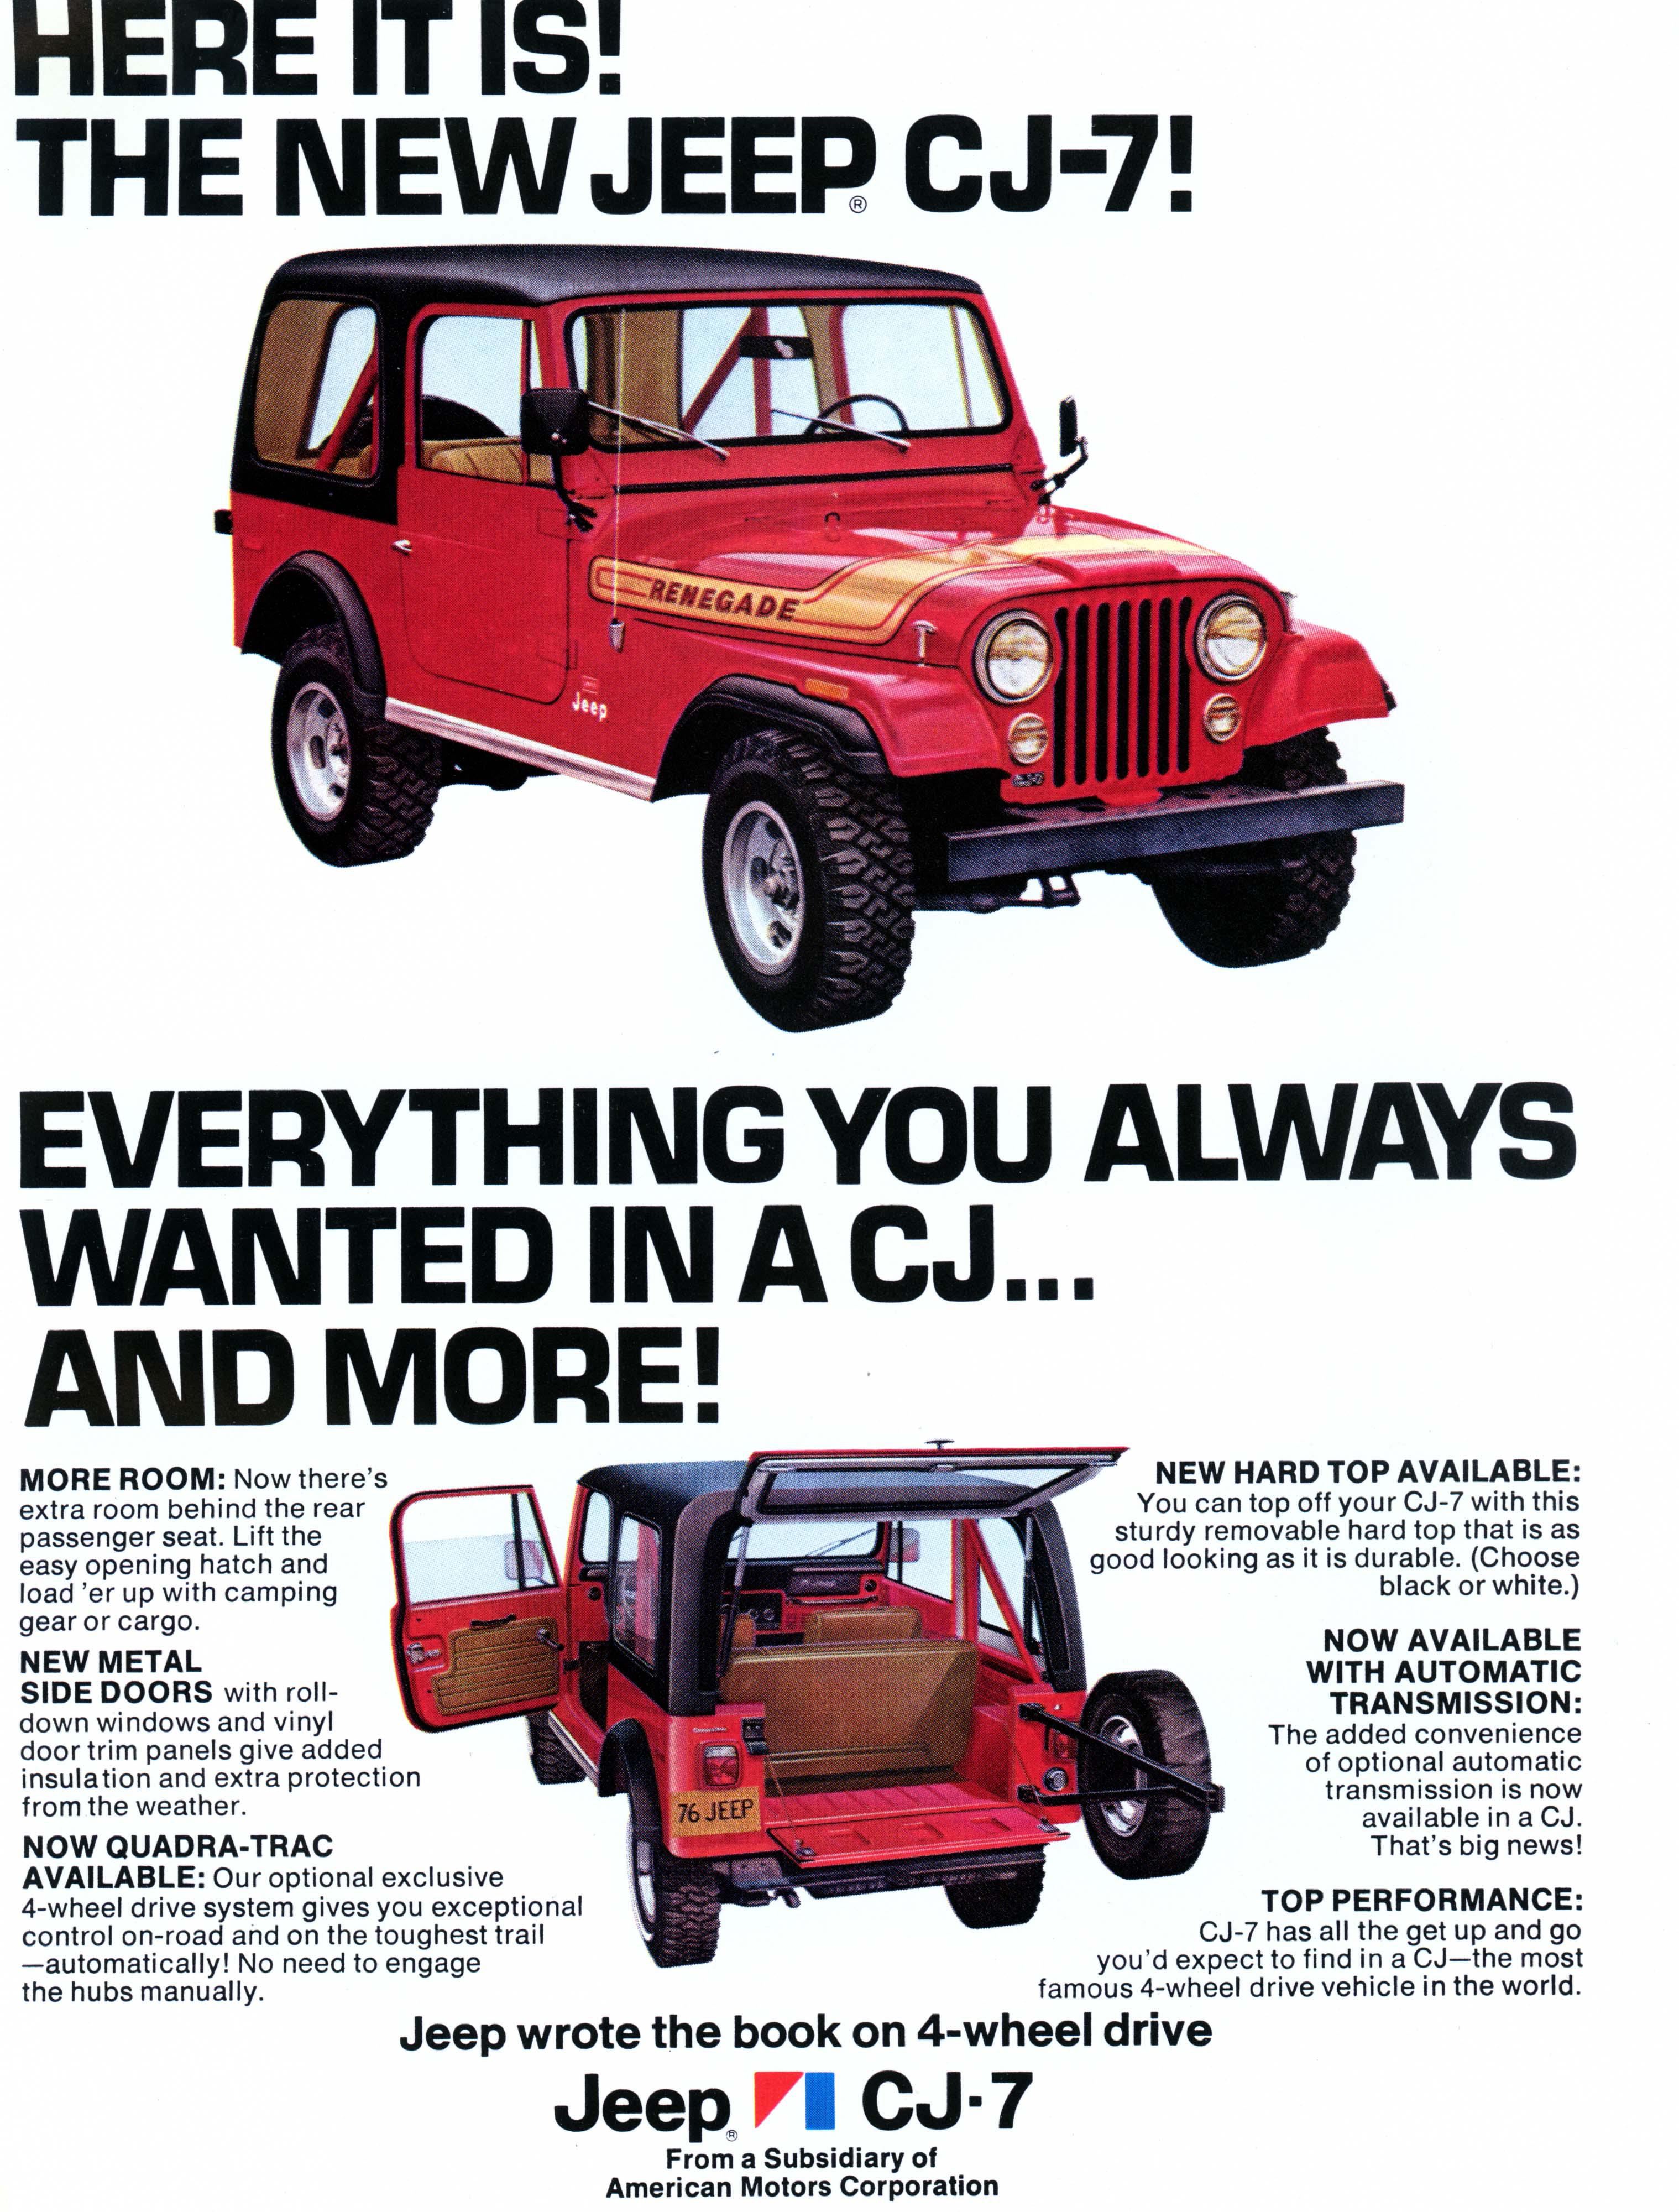 HERE IT IS!
THE NEW JEEP® CJ-7!
RENEGADE
Jeep
EVERYTHING YOU ALWAYS
WANTED IN A CJ...
AND MORE!
MORE ROOM: Now there's
extra room behind the rear
passenger seat. Lift the
easy opening hatch and
load 'er up with camping
gear or cargo.
NEW METAL
SIDE DOORS with roll-
down windows and vinyl
door trim panels give added
insulation and extra protection
from the weather.
NOW QUADRA-TRAC
AVAILABLE: Our optional exclusive
4-wheel drive system gives you exceptional
control on-road and on the toughest trail
—automatically! No need to engage
the hubs manually.
76 JEEP
NEW HARD TOP AVAILABLE:
You can top off your CJ-7 with this
sturdy removable hard top that is as
good looking as it is durable. (Choose
black or white.)
NOW AVAILABLE
WITH AUTOMATIC
TRANSMISSION:
The added convenience
of optional automatic
transmission is now
available in a CJ.
That's big news!
TOP PERFORMANCE:
CJ-7 has all the get up and go
you'd expect to find in a CJ—the most
famous 4-wheel drive vehicle in the world.
Jeep wrote the book on 4-wheel drive
Jeep® CJ·7
From a Subsidiary of
American Motors Corporation